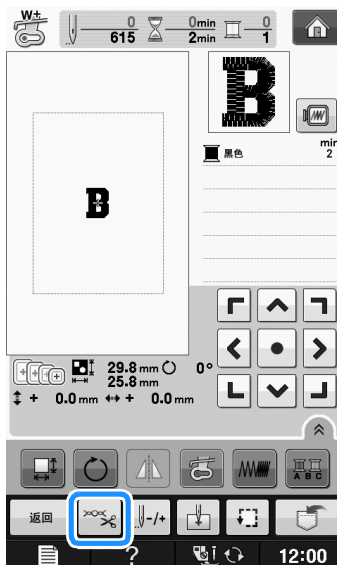 W+
0 0min 0
615 2min 1
min
黑色 2
29.8 mm 0°
25.8 mm
+ 0.0 mm + 0.0 mm
A B C
返回 -/+
? 12:00